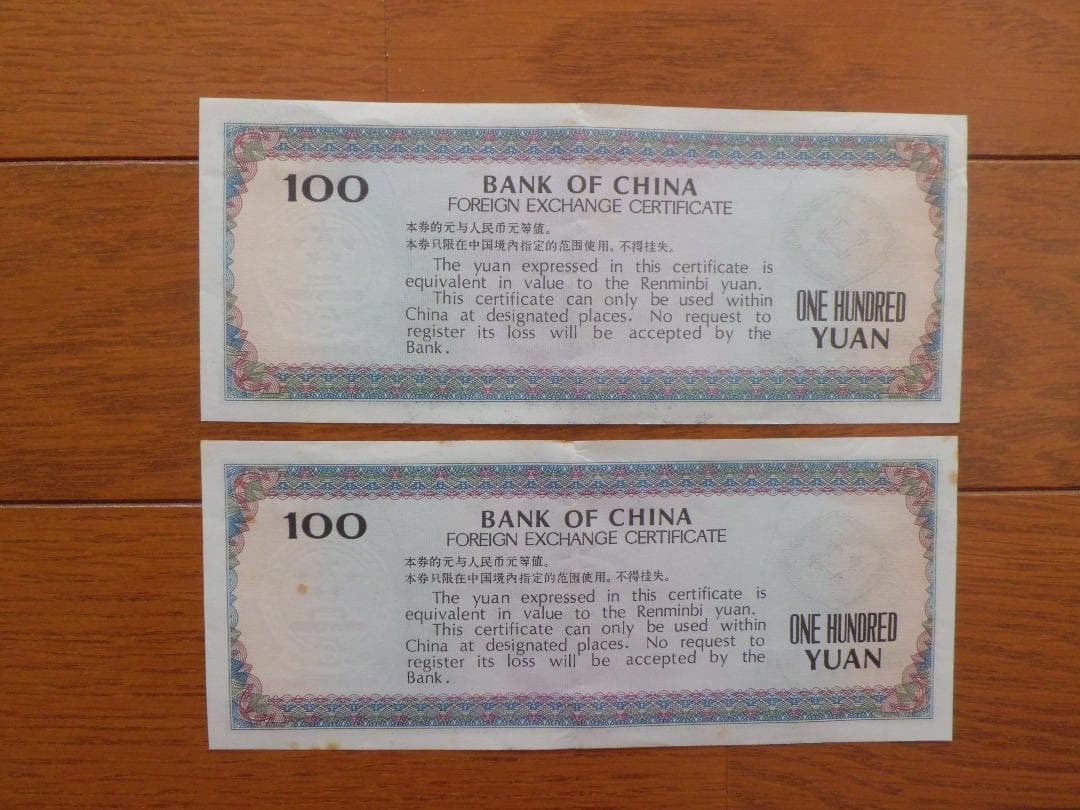 100
BANK OF CHINA
FOREIGN EXCHANGE CERTIFICATE
本券的元与人民币元等值。
本券只限在中国境内指定的范围使用。不得挂失。
The yuan expressed in this certificate is
equivalent in value to the Renminbi yuan.
This certificate can only be used within
China at designated places. No request to
register its loss will be accepted by the
Bank.
ONE HUNDRED
YUAN
100
BANK OF CHINA
FOREIGN EXCHANGE CERTIFICATE
本券的元与人民币元等值。
本券只限在中国境内指定的范围使用。不得挂失。
The yuan expressed in this certificate is
equivalent in value to the Renminbi yuan.
This certificate can only be used within
China at designated places. No request to
register its loss will be accepted by the
Bank.
ONE HUNDRED
YUAN